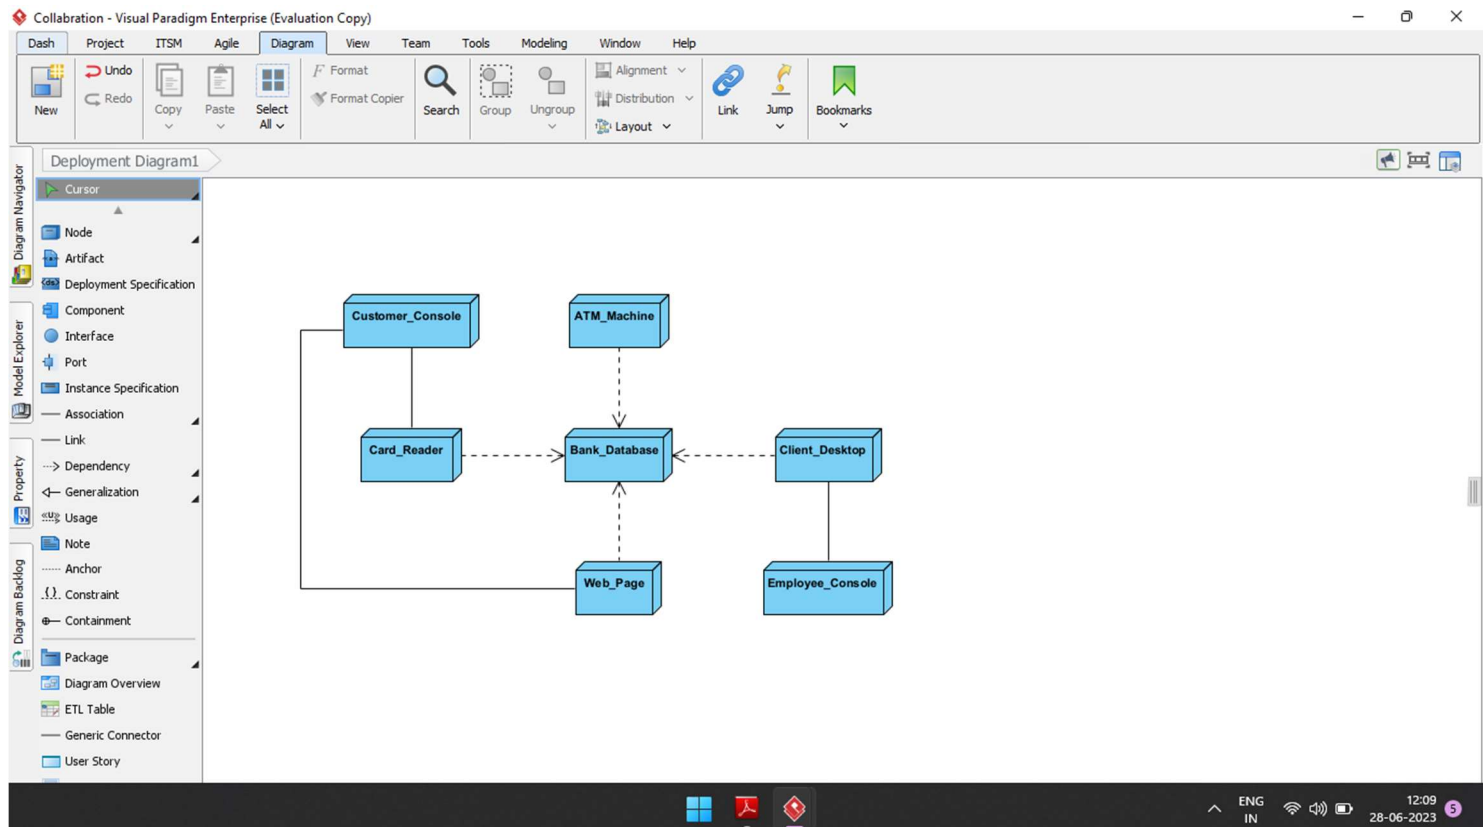 Collabration - Visual Paradigm Enterprise (Evaluation Copy)
Dash Project ITSM Agile Diagram View Team Tools Modeling Window Help
New
Undo
Redo
Copy
Paste
Select
All
Format
Format Copier
Search
Group
Ungroup
Alignment
Distribution
Layout
Link
Jump
Bookmarks
Deployment Diagram1
Diagram Navigator
Model Explorer
Property
Diagram Backlog
Cursor
Node
Artifact
Deployment Specification
Component
Interface
Port
Instance Specification
Association
Link
Dependency
Generalization
Usage
Note
Anchor
Constraint
Containment
Package
Diagram Overview
ETL Table
Generic Connector
User Story
Customer_Console
ATM_Machine
Card_Reader
Bank_Database
Client_Desktop
Web_Page
Employee_Console
ENG
IN
12:09
28-06-2023
5